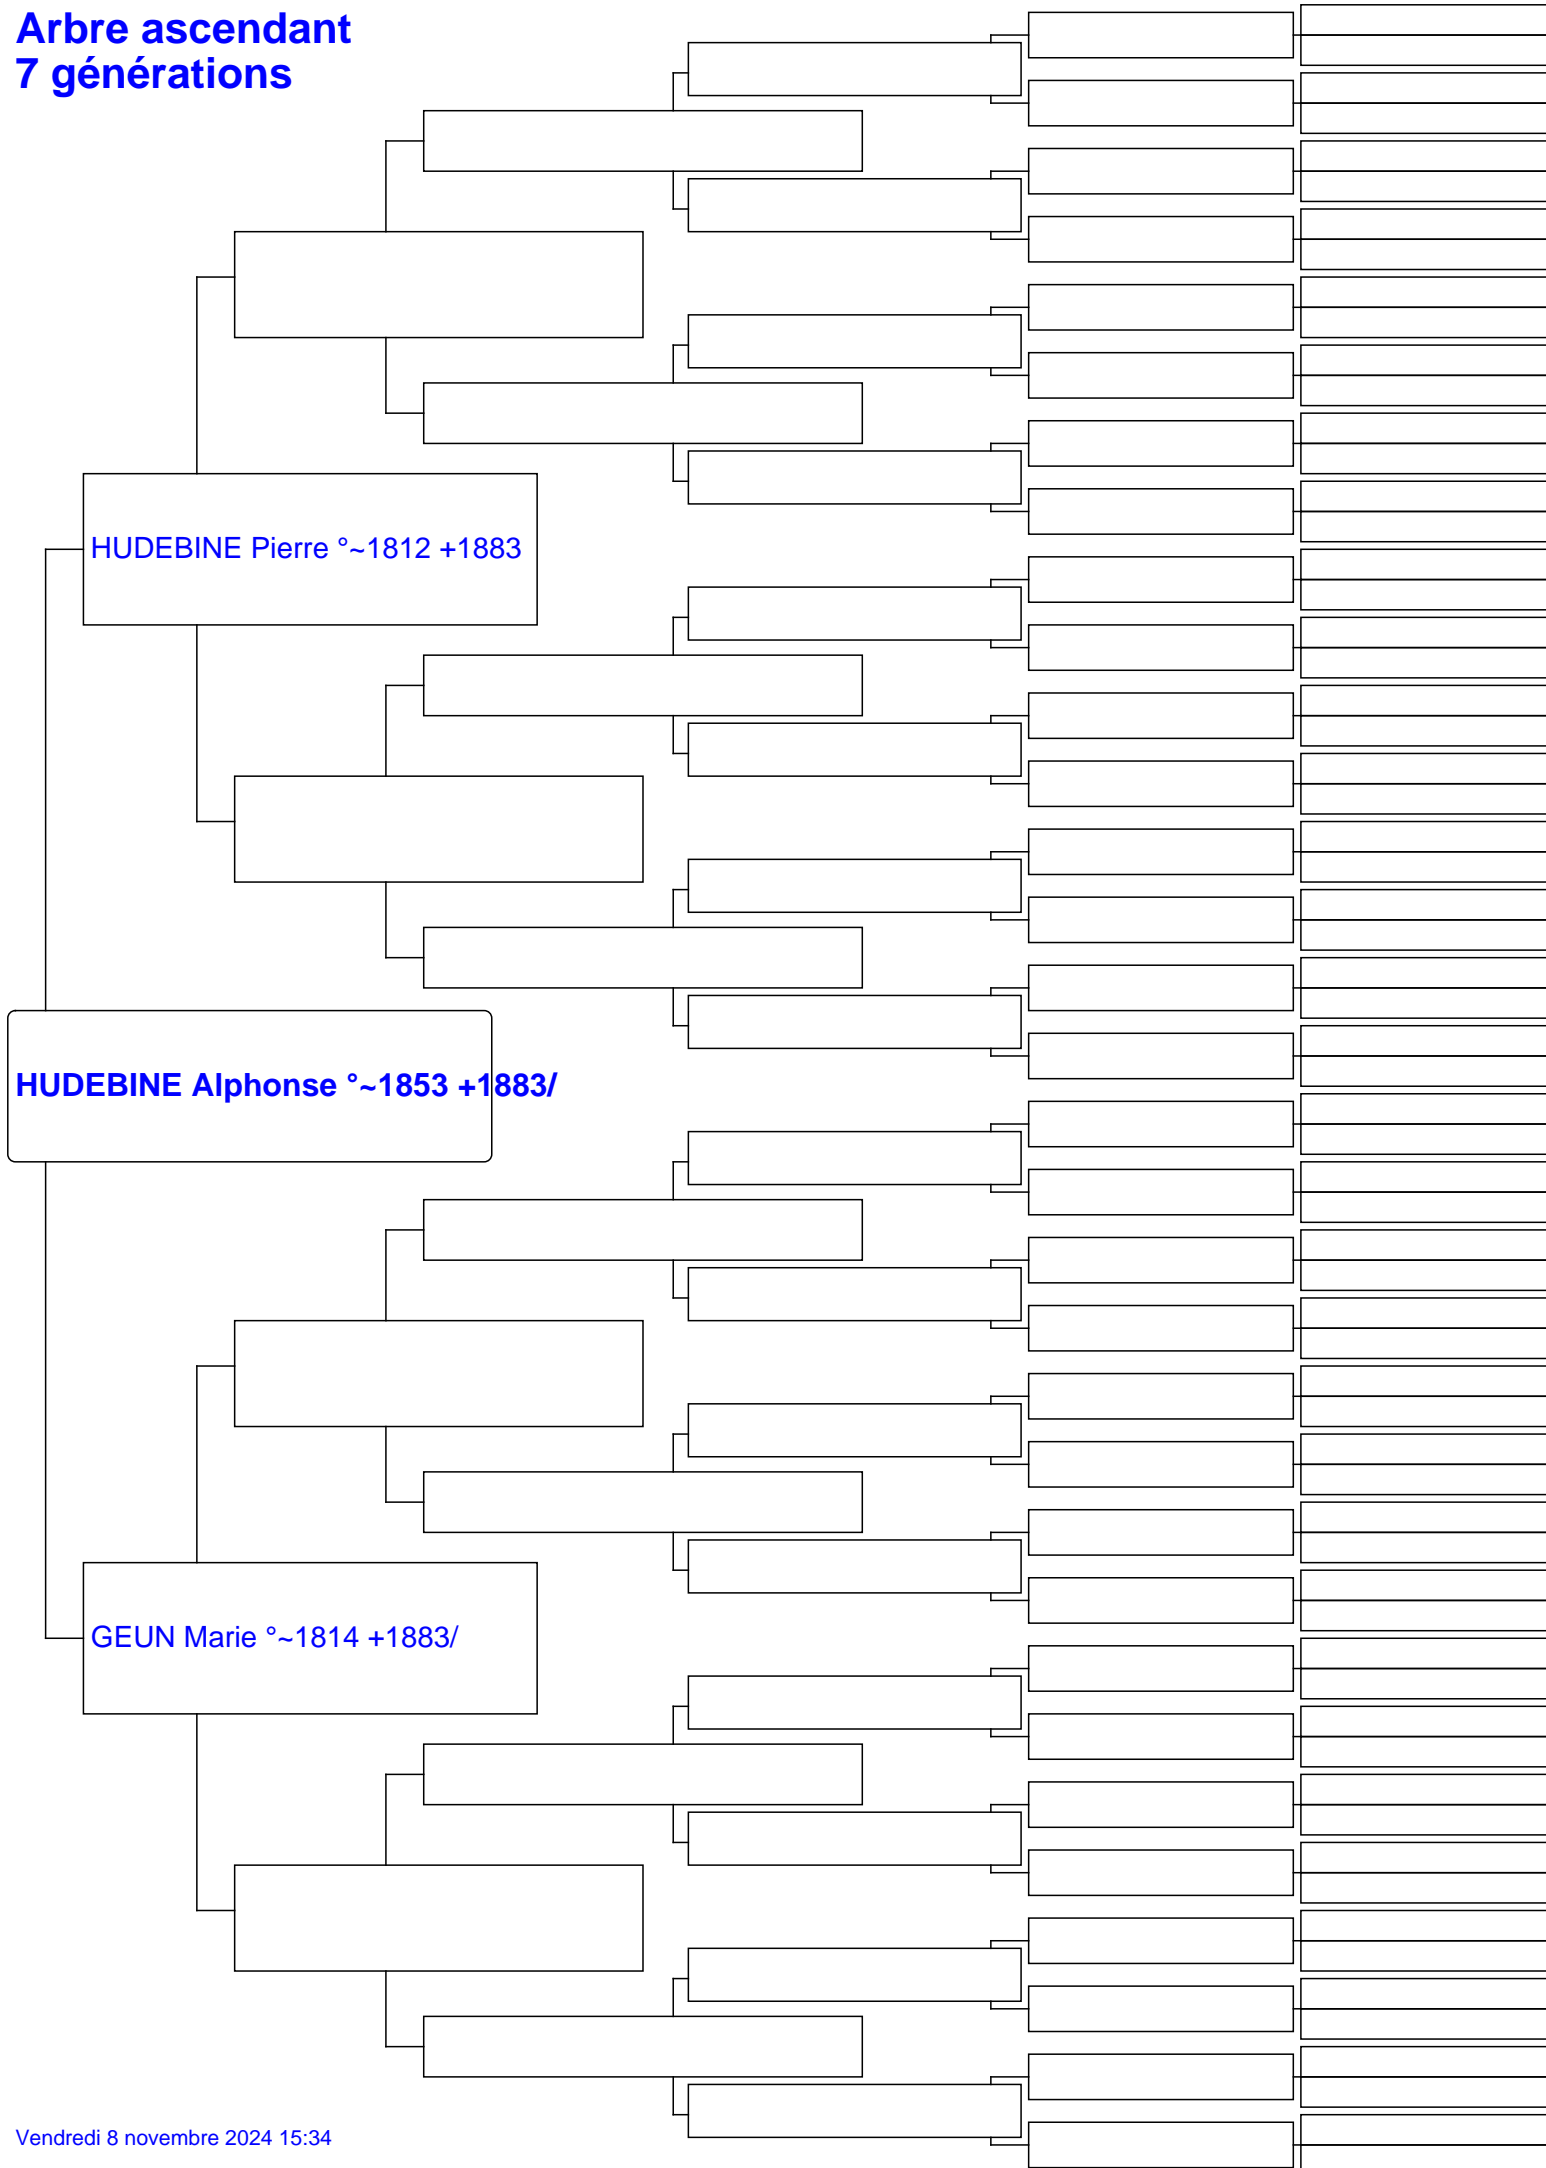 Arbre ascendant
7 générations
HUDEBINE Pierre °~1812 +1883
HUDEBINE Alphonse °~1853 +1883/
GEUN Marie °~1814 +1883/
Vendredi 8 novembre 2024 15:34